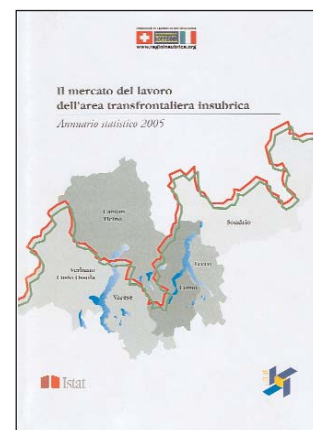 www.regioinsubrica.org
Il mercato del lavoro
dell'area transfrontaliera insubrica
Annuario statistico 2005
Canton
Ticino
Sondrio
Verbano
Cusio Ossola
Lecco
Como
Varese
Istat